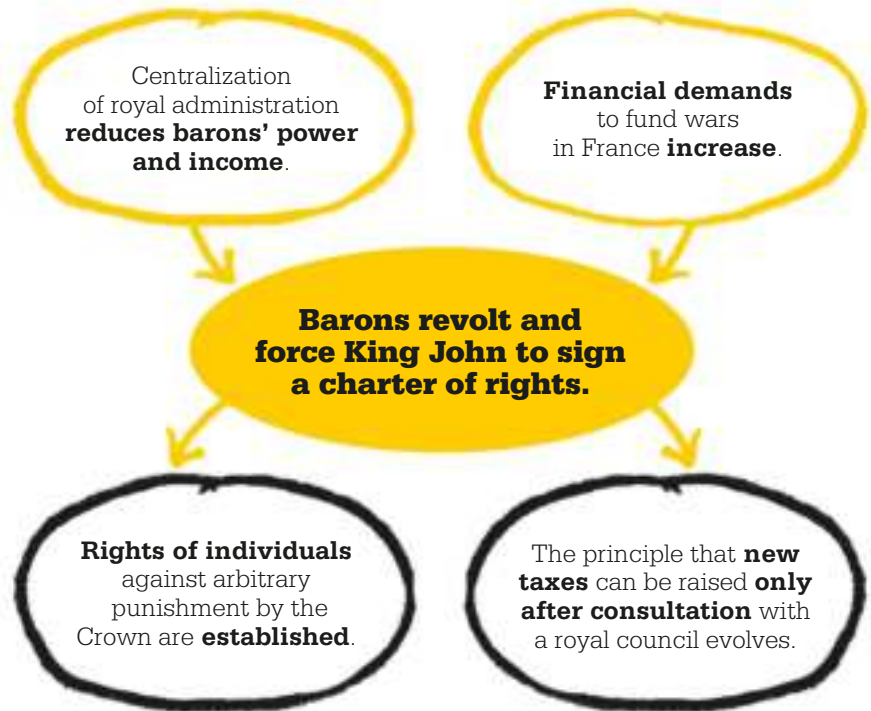 Centralization
of royal administration
reduces barons’ power
and income.
Financial demands
to fund wars
in France increase.
Barons revolt and
force King John to sign
a charter of rights.
Rights of individuals
against arbitrary
punishment by the
Crown are established.
The principle that new
taxes can be raised only
after consultation with
a royal council evolves.